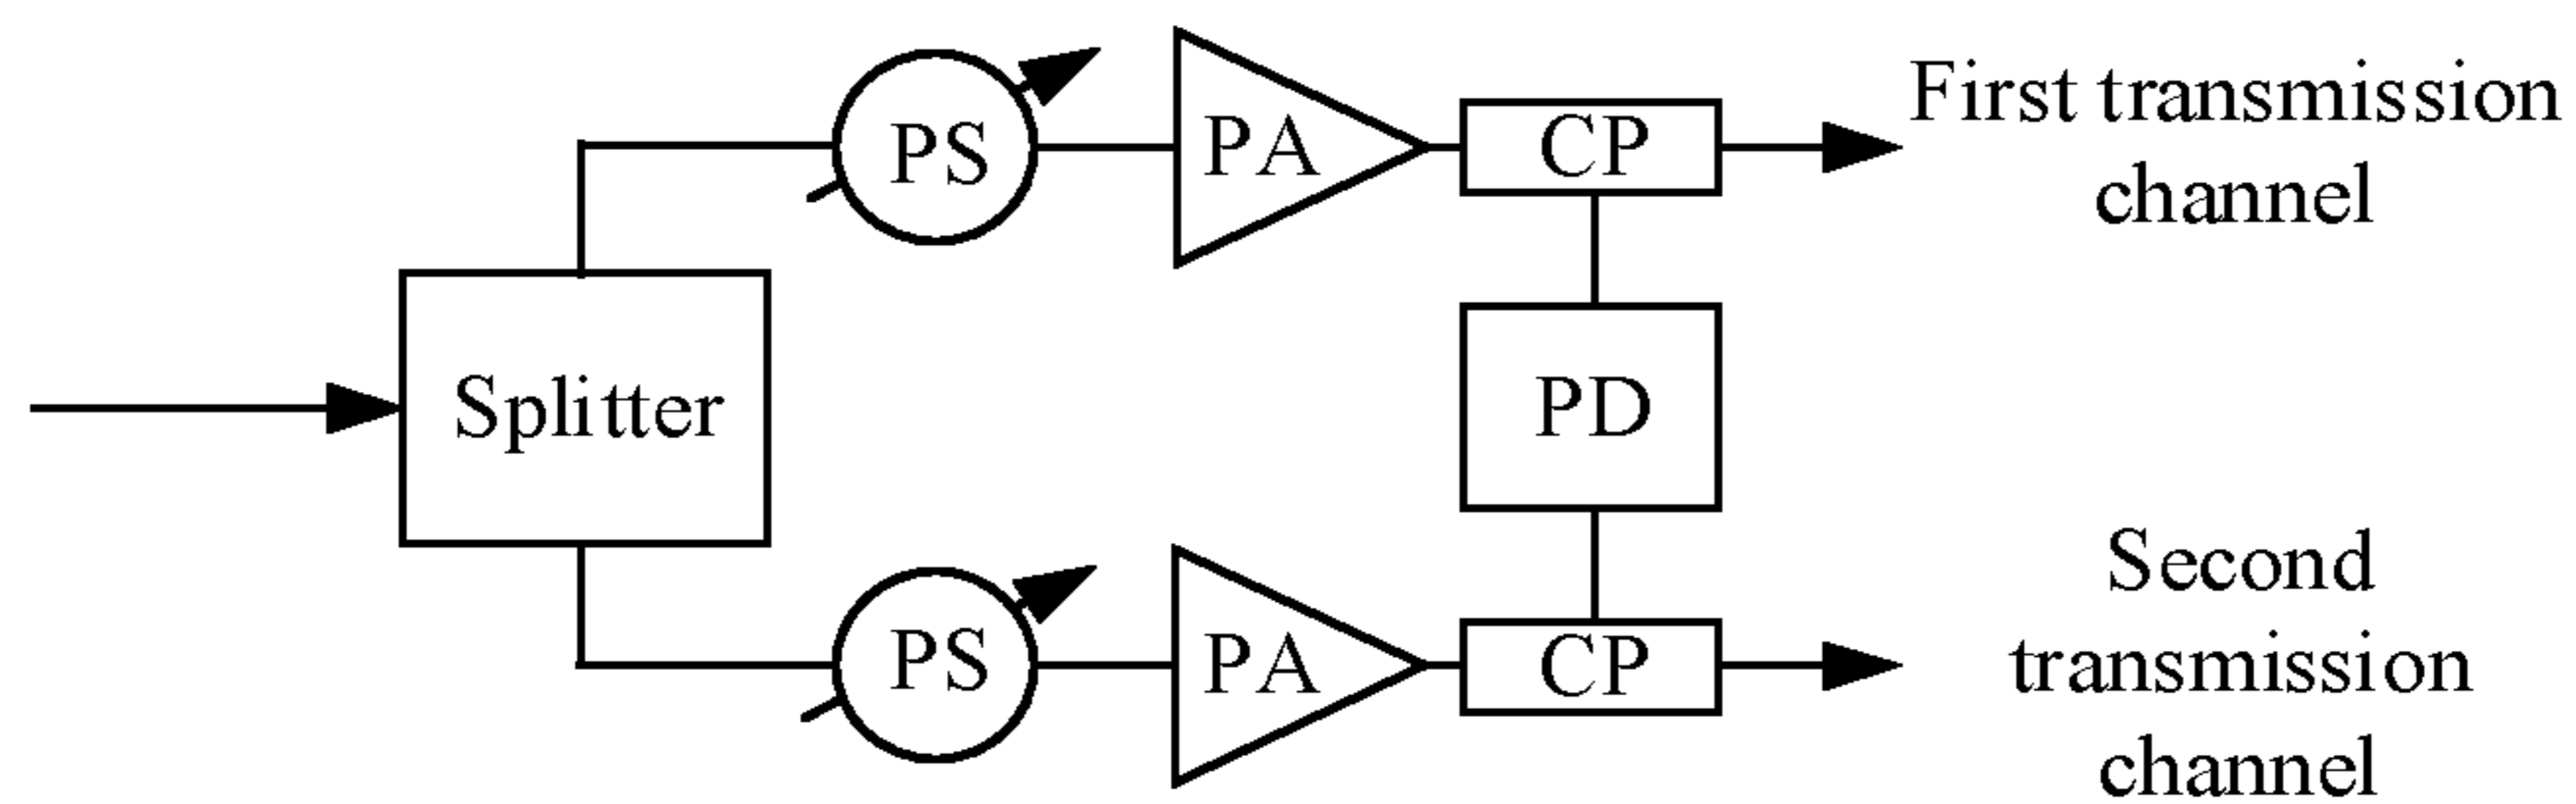 PS
PA
CP
First transmission
channel
Splitter
PD
PS
PA
CP
Second
transmission
channel